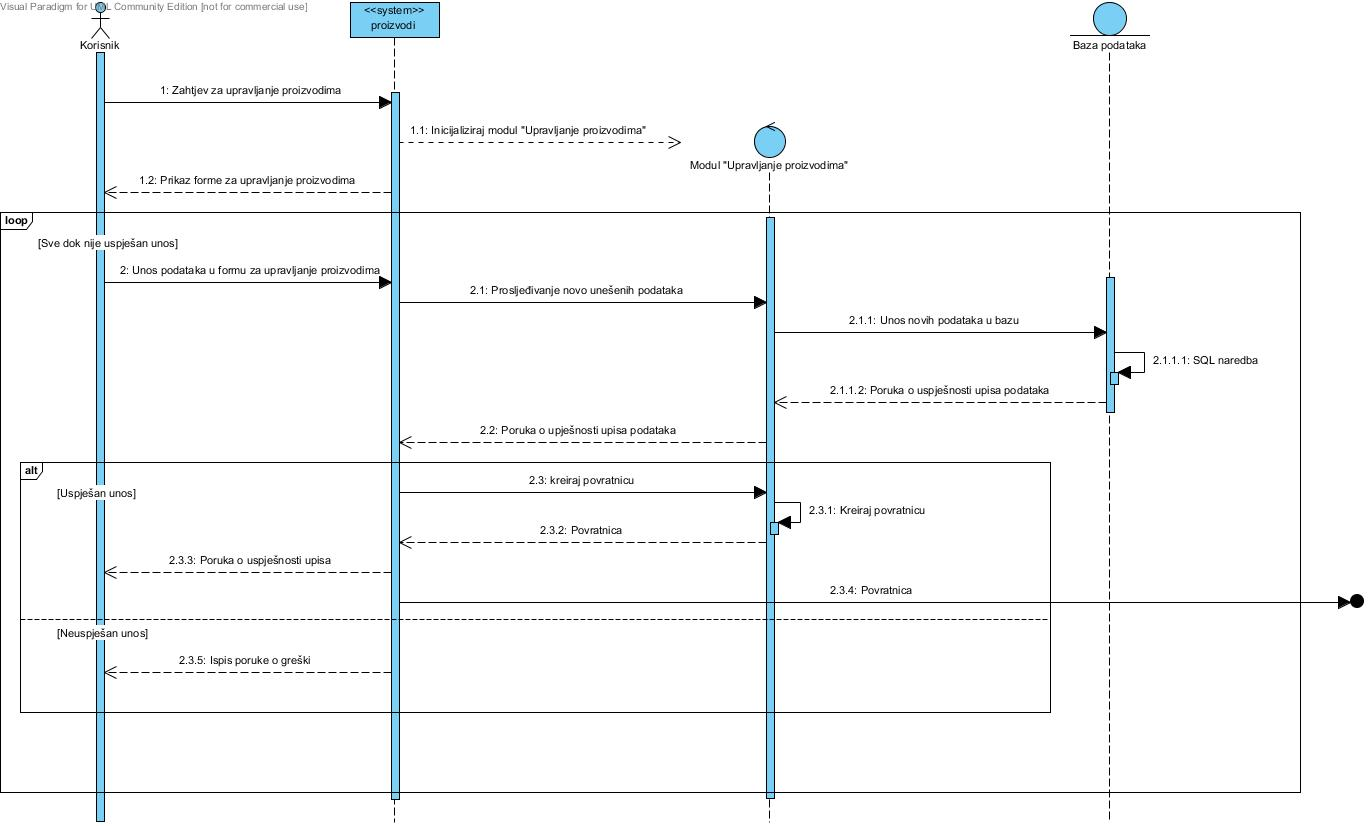 Visual Paradigm for UML Community Edition [not for commercial use]
<<system>>
proizvodi
Korisnik
Baza podataka
1: Zahtjev za upravljanje proizvodima
1.1: Inicijaliziraj modul "Upravljanje proizvodima"
Modul "Upravljanje proizvodima"
1.2: Prikaz forme za upravljanje proizvodima
loop
[Sve dok nije uspješan unos]
2: Unos podataka u formu za upravljanje proizvodima
2.1: Prosljeđivanje novo unešenih podataka
2.1.1: Unos novih podataka u bazu
2.1.1.1: SQL naredba
2.1.1.2: Poruka o uspješnosti upisa podataka
2.2: Poruka o upješnosti upisa podataka
alt
[Uspješan unos]
2.3: kreiraj povratnicu
2.3.1: Kreiraj povratnicu
2.3.2: Povratnica
2.3.3: Poruka o uspješnosti upisa
2.3.4: Povratnica
[Neuspješan unos]
2.3.5: Ispis poruke o greški